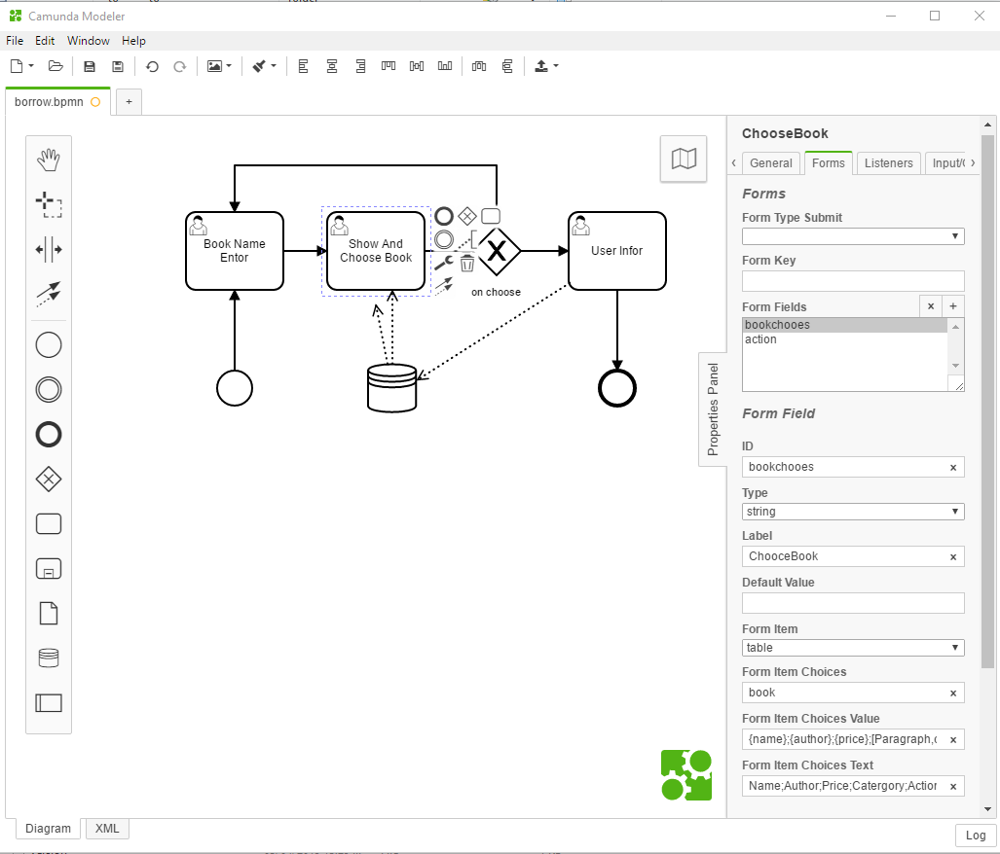 Camunda Modeler
File Edit Window Help
borrow.bpmn
+
Book Name
Entor
Show And
Choose Book
X
on choose
User Infor
Properties Panel
ChooseBook
General Forms Listeners Input/
Forms
Form Type Submit
Form Key
Form Fields × +
bookchooes
action
Form Field
ID
bookchooes ×
Type
string
Label
ChooceBook ×
Default Value
Form Item
table
Form Item Choices
book ×
Form Item Choices Value
{name};{author};{price};[Paragraph, ×
Form Item Choices Text
Name;Author;Price;Catergory;Action ×
Diagram XML
Log